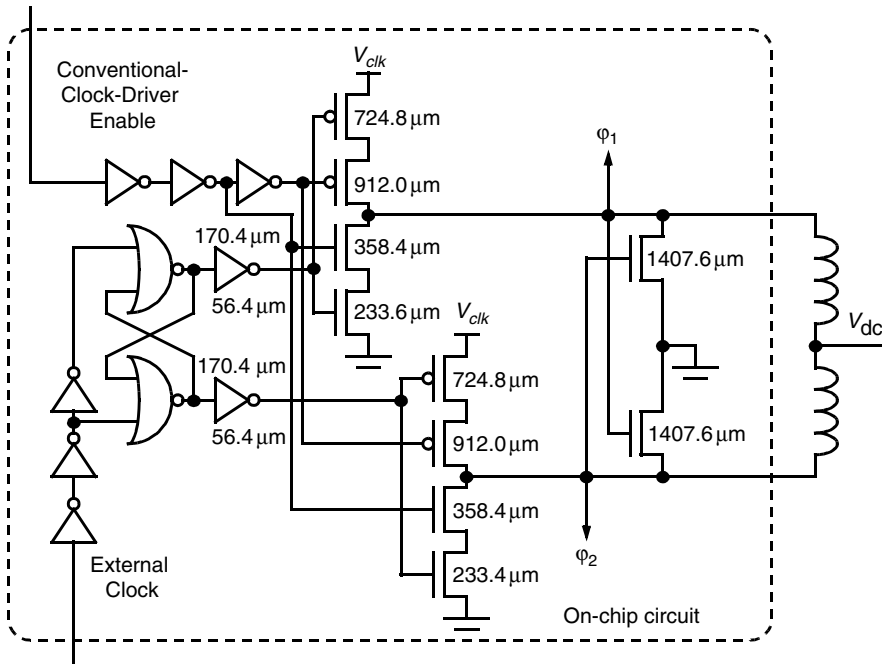 Conventional-
Clock-Driver
Enable
V_clk
724.8 µm
912.0 µm
φ1
170.4 µm
358.4 µm
1407.6 µm
56.4 µm
233.6 µm
V_clk
V_dc
170.4 µm
724.8 µm
56.4 µm
912.0 µm
1407.6 µm
358.4 µm
φ2
External
Clock
233.4 µm
On-chip circuit